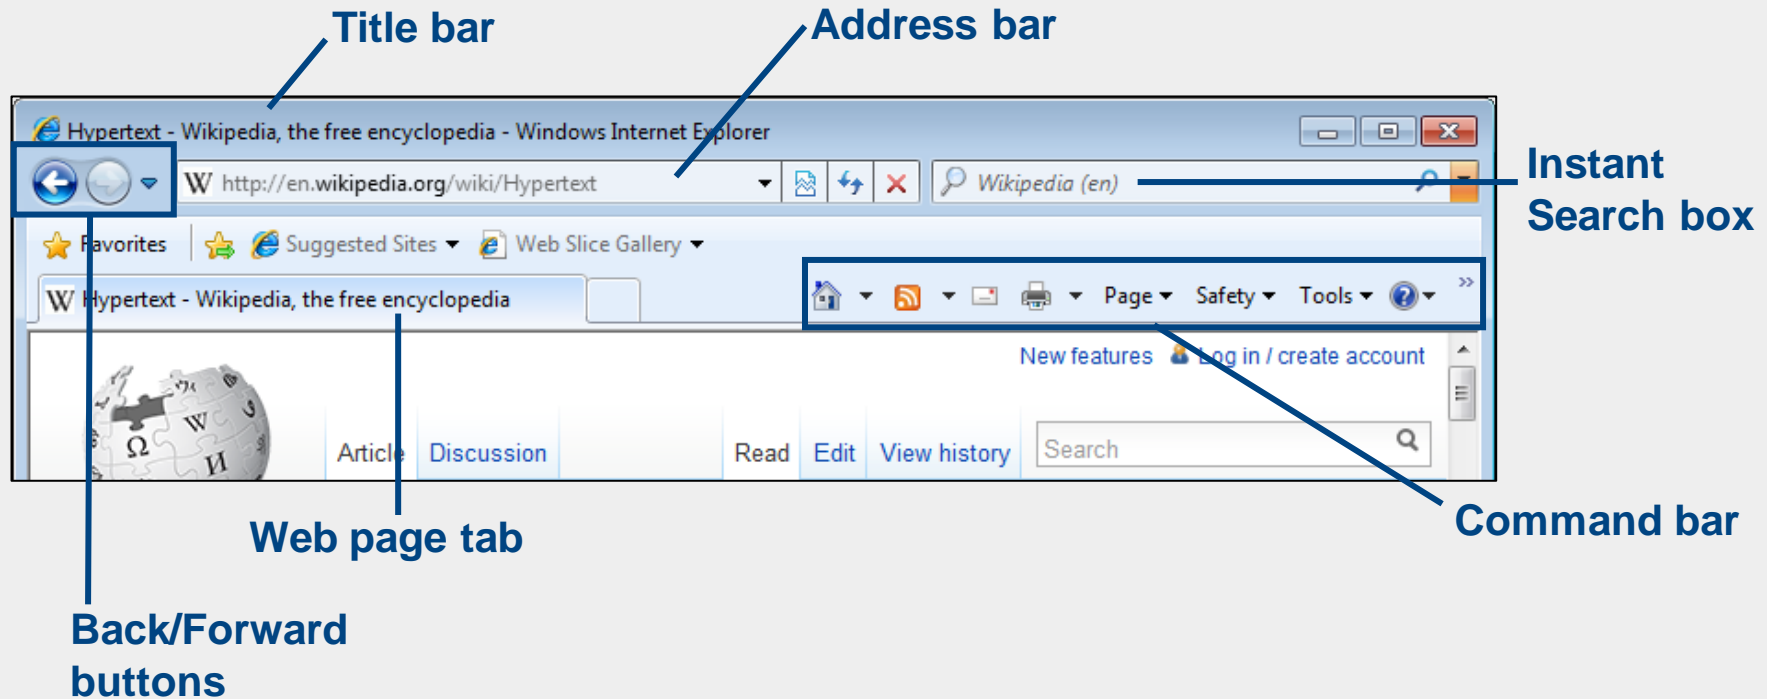 Title bar
Address bar
Hypertext - Wikipedia, the free encyclopedia - Windows Internet Explorer
W http://en.wikipedia.org/wiki/Hypertext
Wikipedia (en)
Instant
Search box
Favorites Suggested Sites Web Slice Gallery
W Hypertext - Wikipedia, the free encyclopedia
Page Safety Tools ? »
New features Log in / create account
Ω W И
Article Discussion Read Edit View history Search
Web page tab
Command bar
Back/Forward
buttons